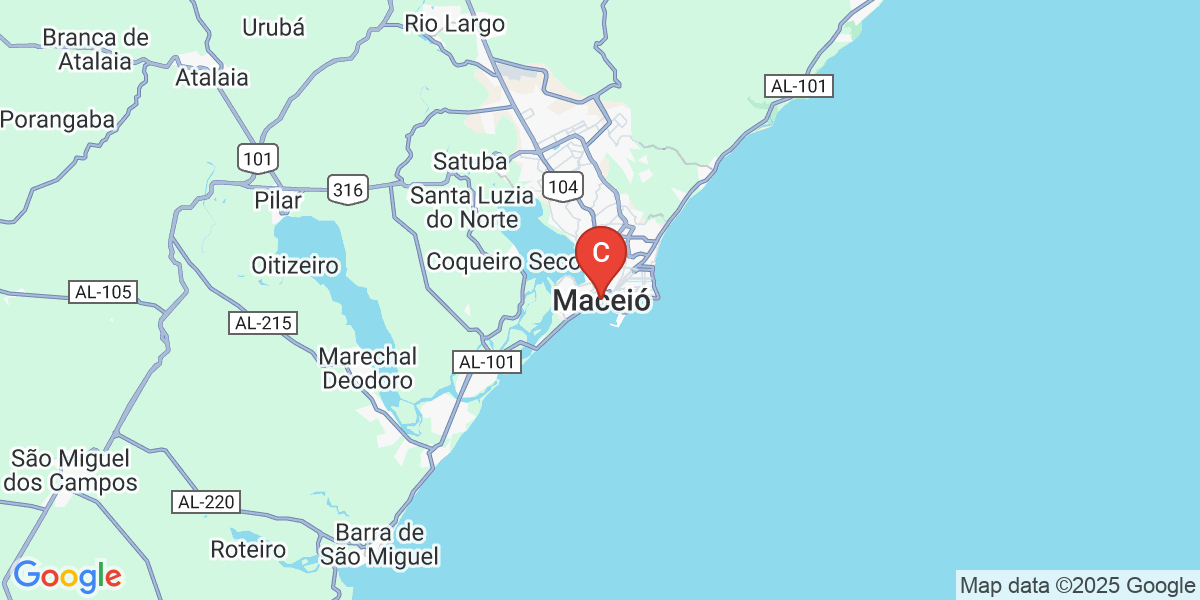 Rio Largo
Urubá
Branca de
Atalaia
Atalaia
AL-101
Porangaba
101
Satuba
104
316
Santa Luzia
do Norte
Pilar
C
Coqueiro Seco
Oitizeiro
AL-105
Maceió
AL-215
Marechal
Deodoro
AL-101
São Miguel
dos Campos
AL-220
Barra de
São Miguel
Roteiro
Google
Map data ©2025 Google